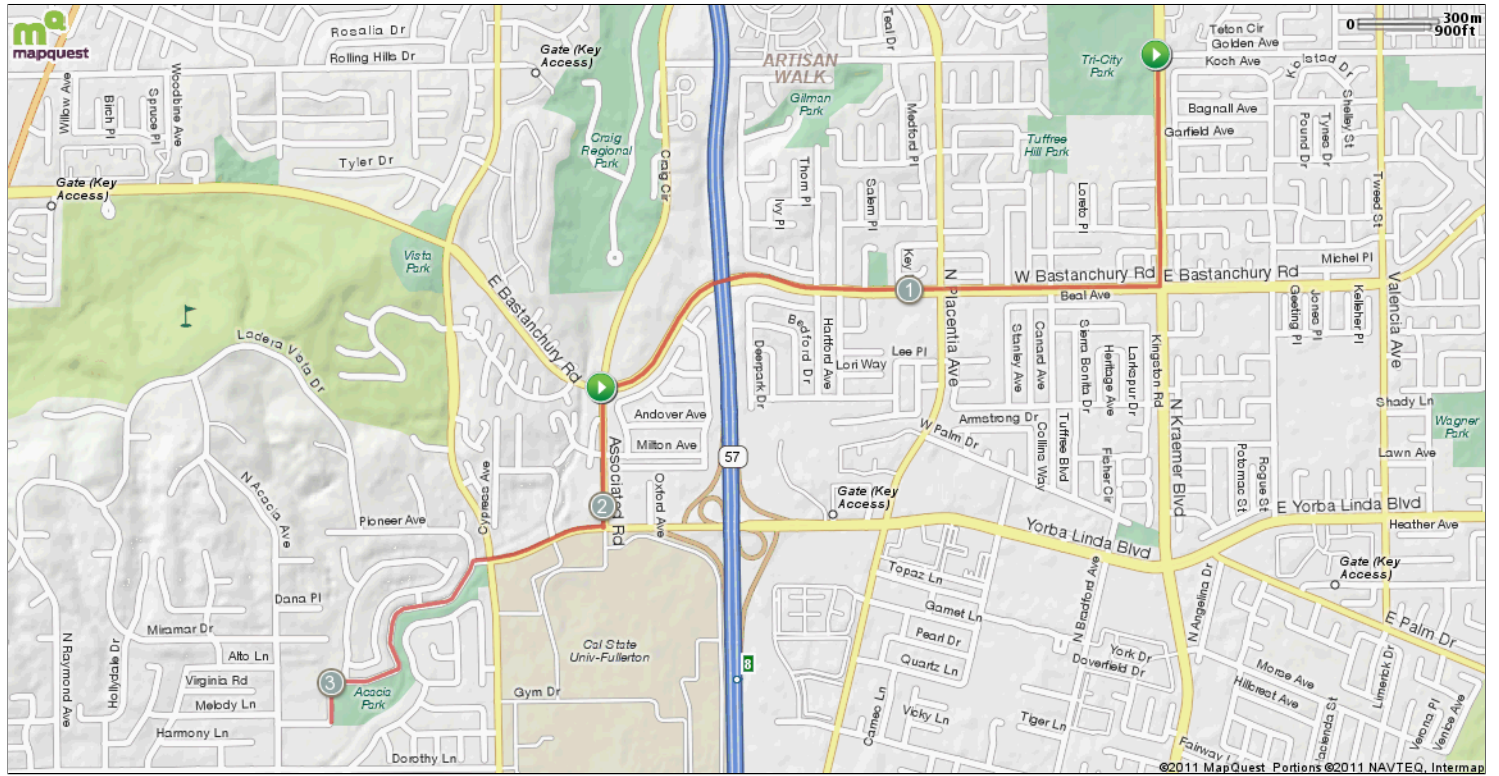 mapquest
300m
0
900ft
Rosalia Dr
Rolling Hills Dr
Gate (Key
Access)
Teal Dr
ARTISAN
WALK
Tri-City
Park
Teton Cir
Golden Ave
Koch Ave
Kolstad Dr
Willow Ave
Birch Pl
Spruce Pl
Woodbine Ave
Gilman
Park
Medford Pl
Bagnall Ave
Shelley St
Tynes Dr
Pound Dr
Garfield Ave
Craig
Regional
Park
Tuffree
Hill Park
Tyler Dr
Craig Cir
Thorn Pl
Ivy Pl
Salem Pl
Loreto Pl
Tweed St
Gate (Key
Access)
Vista
Park
Key
Michel Pl
W Bastanchury Rd
E Bastanchury Rd
1
Beal Ave
N Placentia Ave
Geeting Pl
Jones Pl
Kelleher Pl
Valencia Ave
E Bastanchury Rd
Ladera Vista Dr
Deerpark Dr
Bedford Dr
Hartford Ave
Lee Pl
Lori Way
Stanley Ave
Canard Ave
Sierra Bonita Dr
Heritage Ave
Larkspur Dr
Kingston Rd
N Kraemer Blvd
Andover Ave
Milton Ave
Associated Rd
Oxford Ave
57
Armstrong Dr
W Palm Dr
Collins Way
Tuffree Blvd
Fisher Cir
Shady Ln
Wagner
Park
Lawn Ave
Potomac St
Rogue St
N Acacia Ave
Cypress Ave
Gate (Key
Access)
2
Pioneer Ave
Yorba Linda Blvd
E Yorba Linda Blvd
Heather Ave
Gate (Key
Access)
Topaz Ln
Garnet Ln
N Bradford Ave
N Angelina Dr
Dana Pl
Miramar Dr
Alto Ln
Virginia Rd
Melody Ln
Harmony Ln
N Raymond Ave
Hollydale Dr
3
Acacia
Park
Dorothy Ln
Cal State
Univ-Fullerton
Gym Dr
8
Pearl Dr
Quartz Ln
Vicky Ln
Cameo Ln
Tiger Ln
York Dr
Doverfield Dr
E Palm Dr
Morse Ave
Hillcrest Ave
Limerick Dr
Verona Pl
Venice Ave
acienda St
Fairway
©2011 MapQuest Portions ©2011 NAVTEQ, Intermap